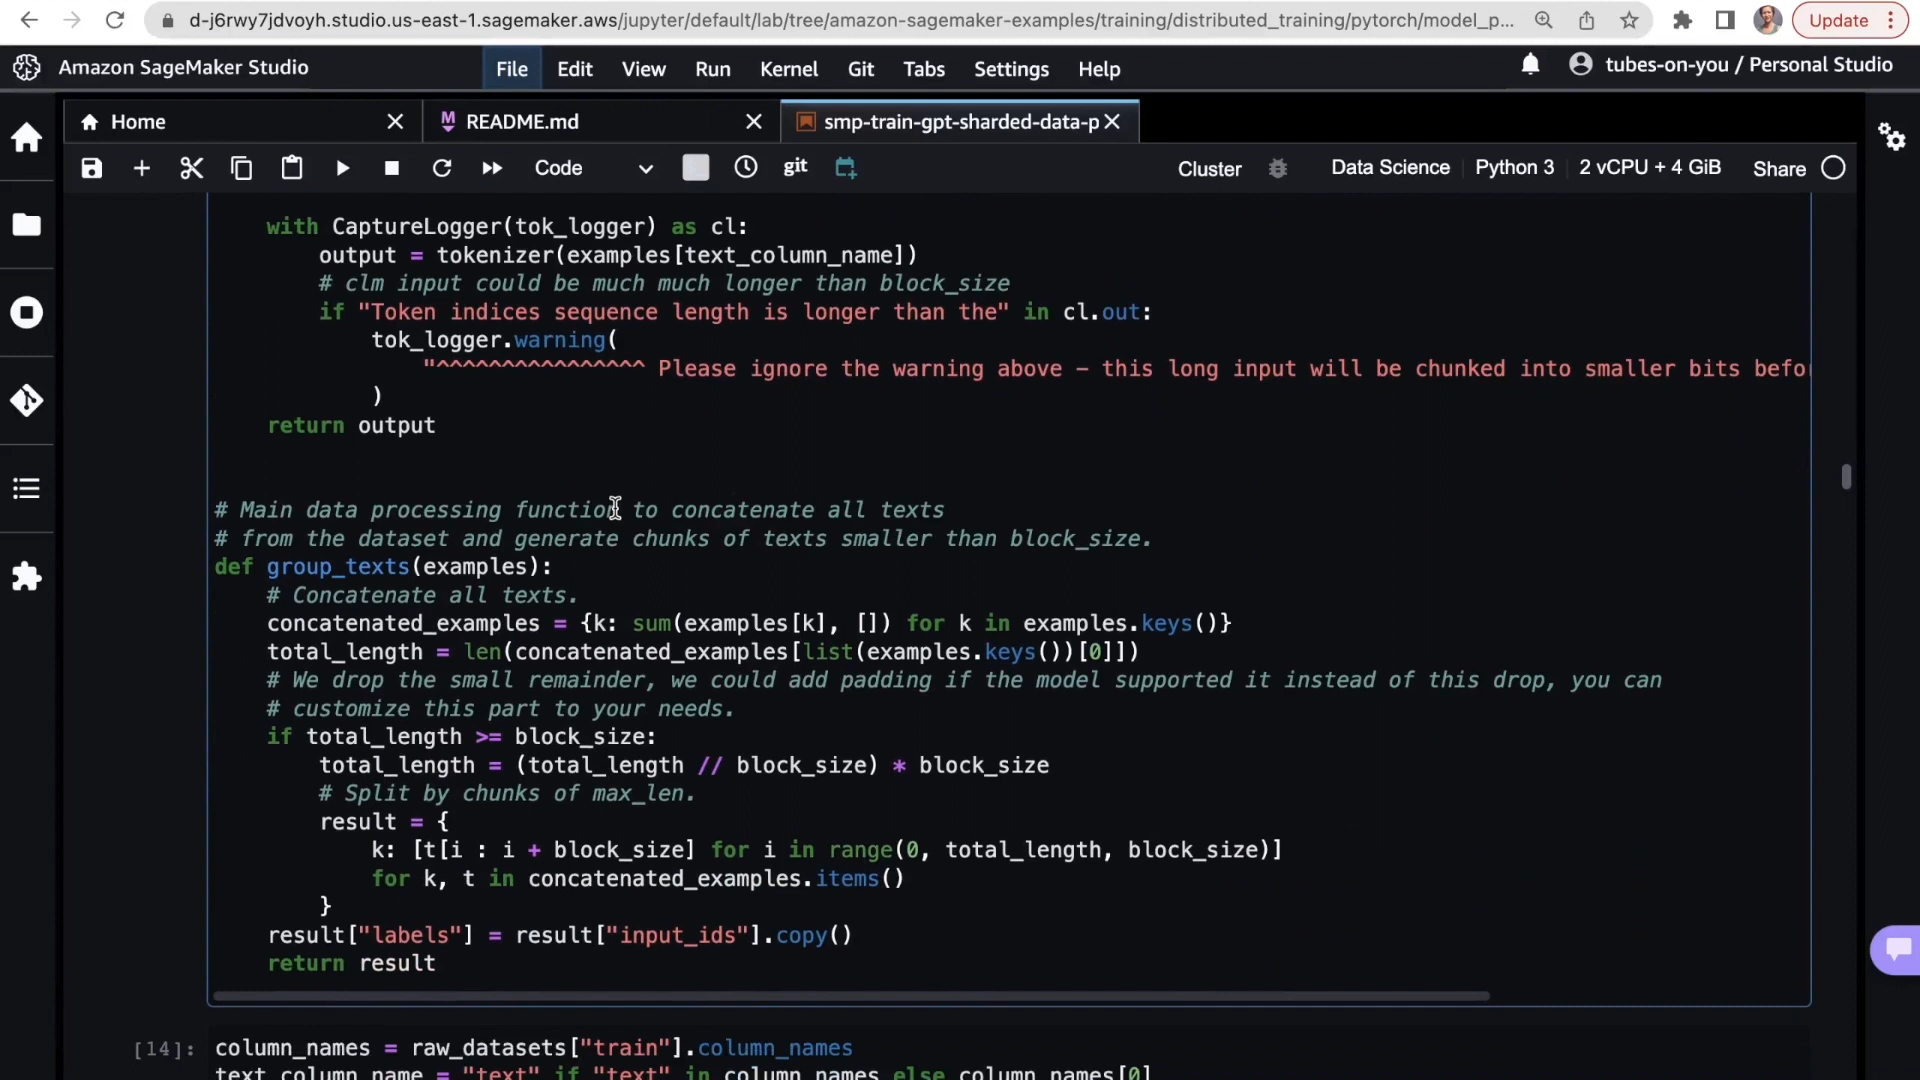 d-j6rwy7jdvoyh.studio.us-east-1.sagemaker.aws/jupyter/default/lab/tree/amazon-sagemaker-examples/training/distributed_training/pytorch/model_p...
Update
Amazon SageMaker Studio
File Edit View Run Kernel Git Tabs Settings Help
tubes-on-you / Personal Studio
Home
README.md
smp-train-gpt-sharded-data-p
Code
git
Cluster
Data Science
Python 3
2 vCPU + 4 GiB
Share
with CaptureLogger(tok_logger) as cl:
output = tokenizer(examples[text_column_name])
# clm input could be much much longer than block_size
if "Token indices sequence length is longer than the" in cl.out:
tok_logger.warning(
"^^^^^^^^^^^^^^^^ Please ignore the warning above - this long input will be chunked into smaller bits befor
)
return output
# Main data processing function to concatenate all texts
# from the dataset and generate chunks of texts smaller than block_size.
def group_texts(examples):
# Concatenate all texts.
concatenated_examples = {k: sum(examples[k], []) for k in examples.keys()}
total_length = len(concatenated_examples[list(examples.keys())[0]])
# We drop the small remainder, we could add padding if the model supported it instead of this drop, you can
# customize this part to your needs.
if total_length >= block_size:
total_length = (total_length // block_size) * block_size
# Split by chunks of max_len.
result = {
k: [t[i : i + block_size] for i in range(0, total_length, block_size)]
for k, t in concatenated_examples.items()
}
result["labels"] = result["input_ids"].copy()
return result
[14]: column_names = raw_datasets["train"].column_names
text_column_name = "text" if "text" in column_names else column_names[0]